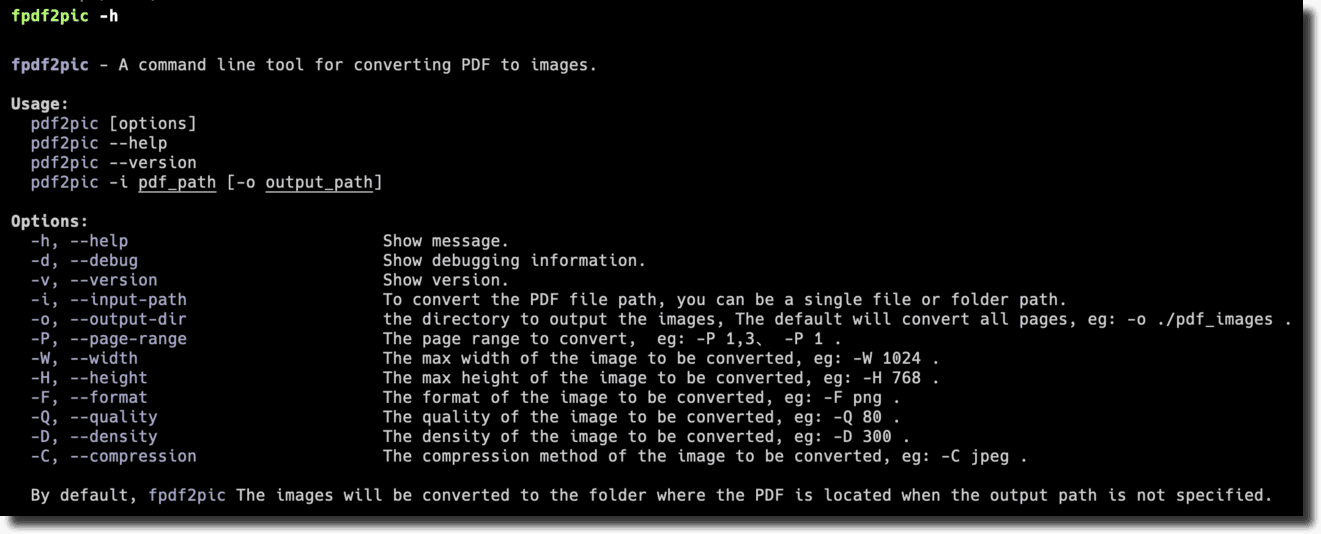 fpdf2pic -h
fpdf2pic - A command line tool for converting PDF to images.
Usage:
pdf2pic [options]
pdf2pic --help
pdf2pic --version
pdf2pic -i pdf_path [-o output_path]
Options:
-h, --help Show message.
-d, --debug Show debugging information.
-v, --version Show version.
-i, --input-path To convert the PDF file path, you can be a single file or folder path.
-o, --output-dir the directory to output the images, The default will convert all pages, eg: -o ./pdf_images .
-P, --page-range The page range to convert,  eg: -P 1,3、 -P 1 .
-W, --width The max width of the image to be converted, eg: -W 1024 .
-H, --height The max height of the image to be converted, eg: -H 768 .
-F, --format The format of the image to be converted, eg: -F png .
-Q, --quality The quality of the image to be converted, eg: -Q 80 .
-D, --density The density of the image to be converted, eg: -D 300 .
-C, --compression The compression method of the image to be converted, eg: -C jpeg .
By default, fpdf2pic The images will be converted to the folder where the PDF is located when the output path is not specified.